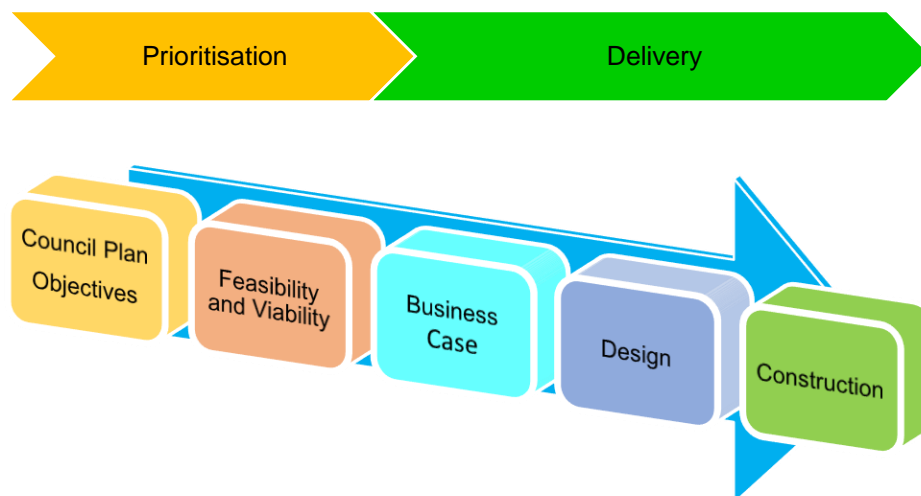 Prioritisation
Delivery
Council Plan
Objectives
Feasibility
and Viability
Business
Case
Design
Construction